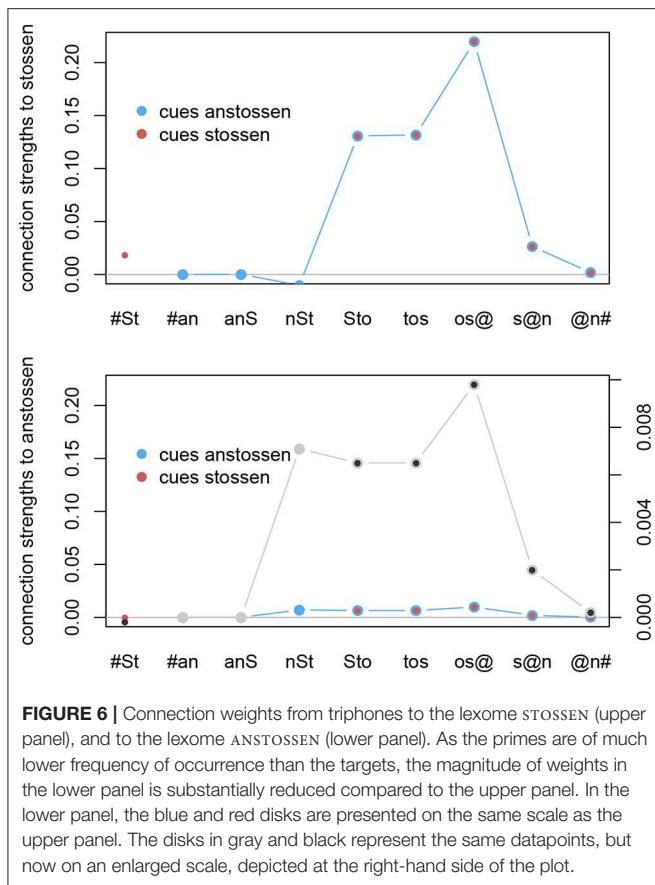 connection strengths to stossen
0.20
0.15
0.10
0.05
0.00
cues anstossen
cues stossen
#St #an anS nSt Sto tos os@ s@n @n#
connection strengths to anstossen
0.20
0.15
0.10
0.05
0.00
cues anstossen
cues stossen
0.008
0.004
0.000
#St #an anS nSt Sto tos os@ s@n @n#
FIGURE 6 | Connection weights from triphones to the lexome STOSSEN (upper
panel), and to the lexome ANSTOSSEN (lower panel). As the primes are of much
lower frequency of occurrence than the targets, the magnitude of weights in
the lower panel is substantially reduced compared to the upper panel. In the
lower panel, the blue and red disks are presented on the same scale as the
upper panel. The disks in gray and black represent the same datapoints, but
now on an enlarged scale, depicted at the right-hand side of the plot.